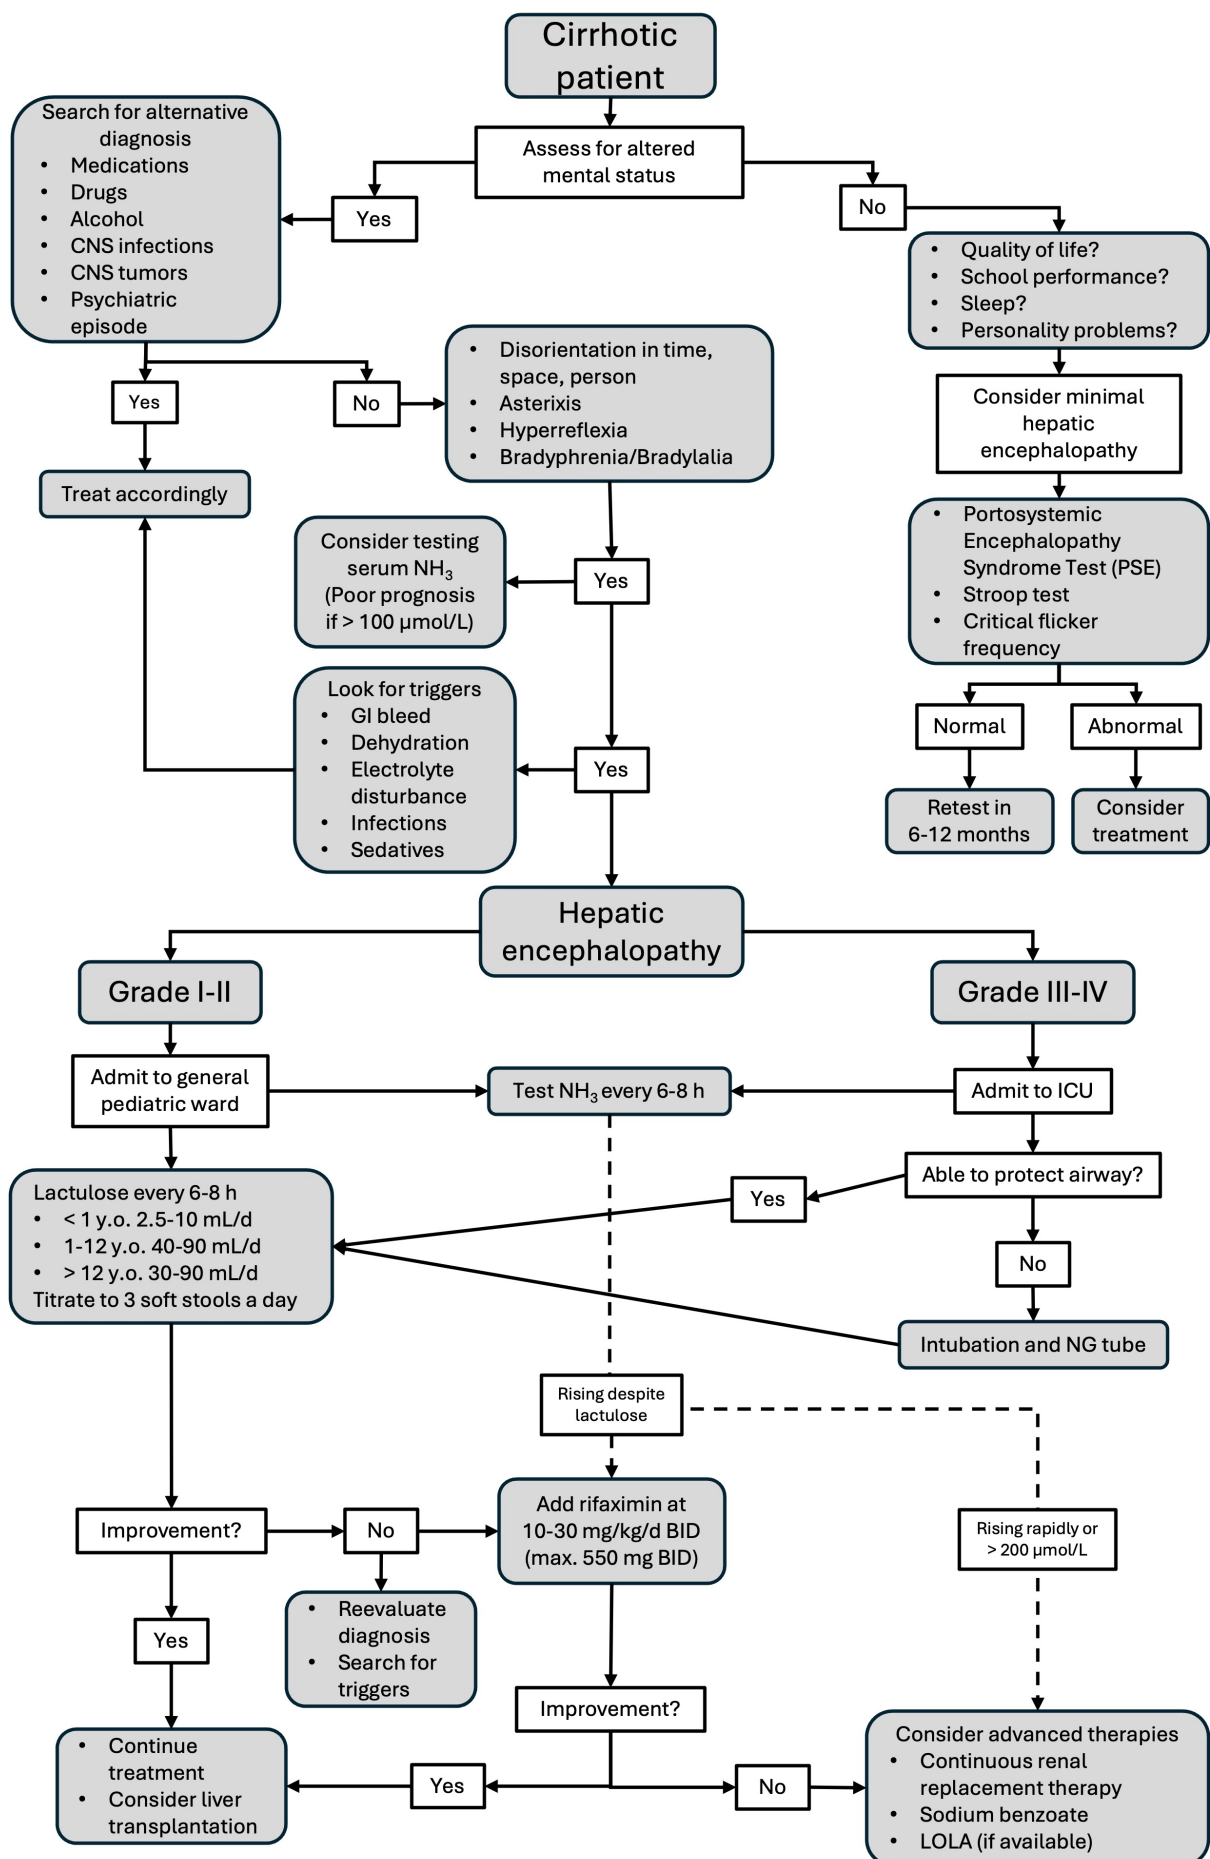 Cirrhotic
patient
Assess for altered
mental status
Yes
No
Search for alternative
diagnosis
• Medications
• Drugs
• Alcohol
• CNS infections
• CNS tumors
• Psychiatric
episode
• Quality of life?
• School performance?
• Sleep?
• Personality problems?
Yes
No
• Disorientation in time,
space, person
• Asterixis
• Hyperreflexia
• Bradyphrenia/Bradylalia
Consider minimal
hepatic
encephalopathy
Treat accordingly
Consider testing
serum NH₃
(Poor prognosis
if > 100 µmol/L)
Yes
• Portosystemic
Encephalopathy
Syndrome Test (PSE)
• Stroop test
• Critical flicker
frequency
Look for triggers
• GI bleed
• Dehydration
• Electrolyte
disturbance
• Infections
• Sedatives
Yes
Normal
Abnormal
Retest in
6-12 months
Consider
treatment
Hepatic
encephalopathy
Grade I-II
Grade III-IV
Admit to general
pediatric ward
Test NH₃ every 6-8 h
Admit to ICU
Able to protect airway?
Yes
No
Lactulose every 6-8 h
• < 1 y.o. 2.5-10 mL/d
• 1-12 y.o. 40-90 mL/d
• > 12 y.o. 30-90 mL/d
Titrate to 3 soft stools a day
Intubation and NG tube
Rising despite
lactulose
Improvement?
No
Add rifaximin at
10-30 mg/kg/d BID
(max. 550 mg BID)
Rising rapidly or
> 200 µmol/L
Yes
• Reevaluate
diagnosis
• Search for
triggers
Improvement?
• Continue
treatment
• Consider liver
transplantation
Yes
No
Consider advanced therapies
• Continuous renal
replacement therapy
• Sodium benzoate
• LOLA (if available)